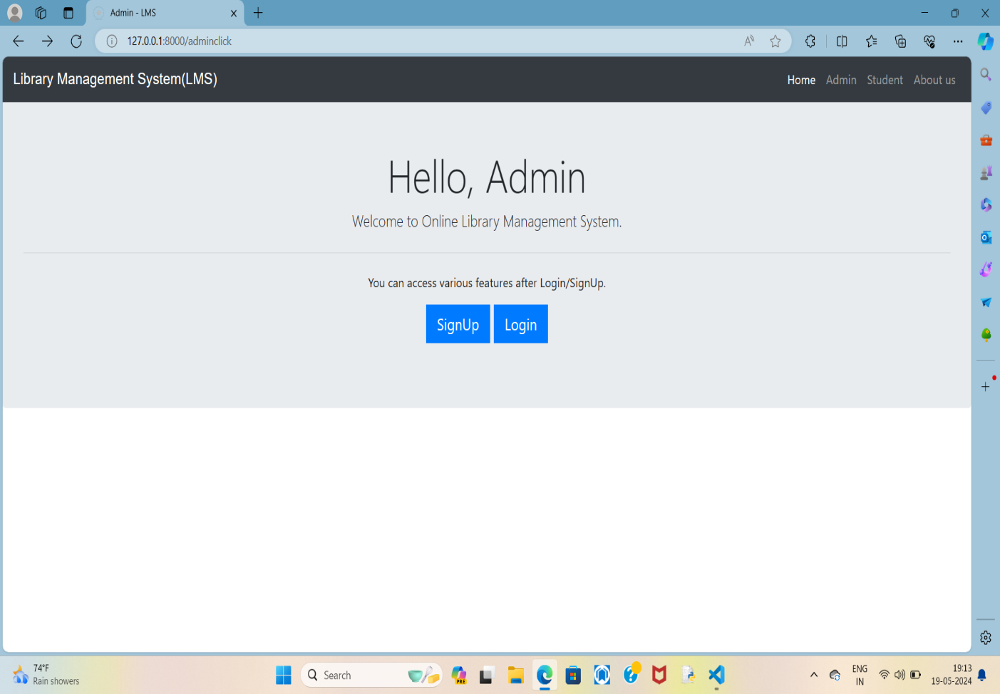 Admin - LMS
127.0.0.1:8000/adminclick
Library Management System(LMS)
Home Admin Student About us
Hello, Admin
Welcome to Online Library Management System.
You can access various features after Login/SignUp.
SignUp Login
74°F
Rain showers
Search
PRE
ENG
IN
19:13
19-05-2024